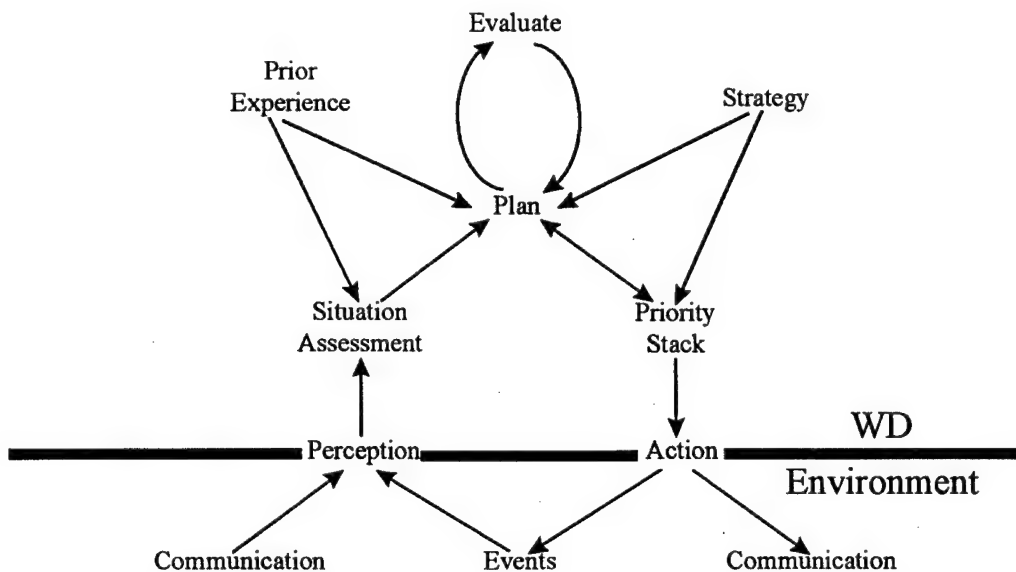 Evaluate
Prior
Experience
Strategy
Plan
Situation
Assessment
Priority
Stack
WD
Perception
Action
Environment
Communication
Events
Communication